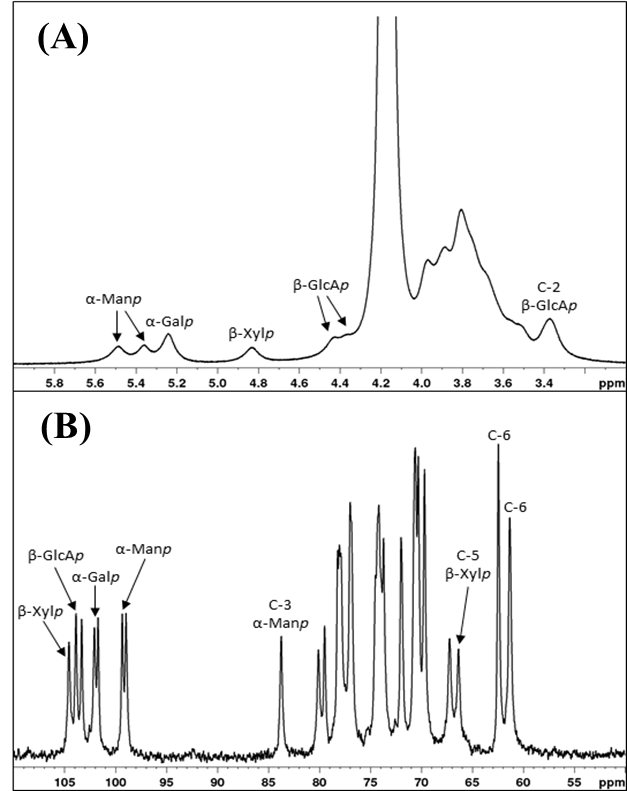 (A)
α-Manp
α-Galp
β-Xylp
β-GlcAp
C-2
β-GlcAp
5.8 5.6 5.4 5.2 5.0 4.8 4.6 4.4 4.2 4.0 3.8 3.6 3.4 ppm
(B)
β-Xylp
β-GlcAp
α-Galp
α-Manp
C-3
α-Manp
C-5
β-Xylp
C-6
C-6
105 100 95 90 85 80 75 70 65 60 55 ppm